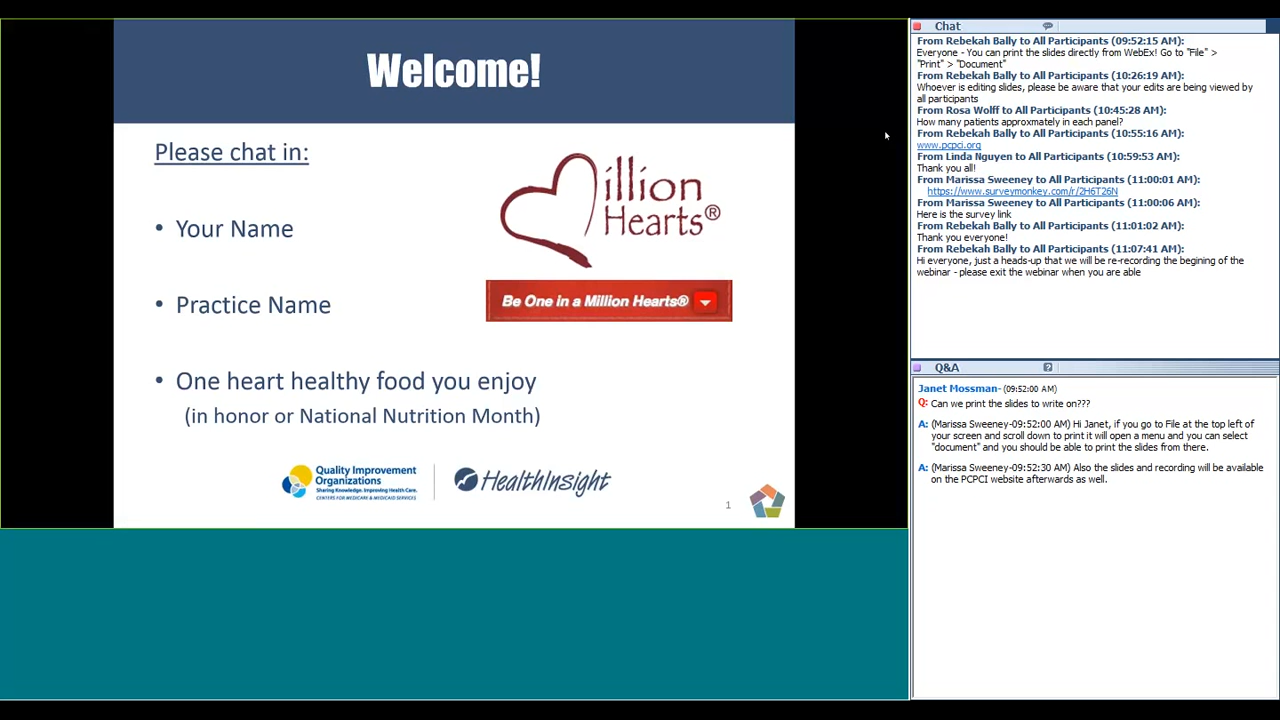 Welcome!
Please chat in:
• Your Name
• Practice Name
• One heart healthy food you enjoy
(in honor or National Nutrition Month)
illion
Hearts®
Be One in a Million Hearts®
Quality Improvement
Organizations
Sharing Knowledge. Improving Health Care.
CENTERS FOR MEDICARE & MEDICAID SERVICES
HealthInsight
1
Chat
From Rebekah Bally to All Participants (09:52:15 AM):
Everyone - You can print the slides directly from WebEx! Go to "File" >
"Print" > "Document"
From Rebekah Bally to All Participants (10:26:19 AM):
Whoever is editing slides, please be aware that your edits are being viewed by
all participants
From Rosa Wolff to All Participants (10:45:28 AM):
How many patients approxmately in each panel?
From Rebekah Bally to All Participants (10:55:16 AM):
www.pcpci.org
From Linda Nguyen to All Participants (10:59:53 AM):
Thank you all!
From Marissa Sweeney to All Participants (11:00:01 AM):
https://www.surveymonkey.com/r/2H6T26N
From Marissa Sweeney to All Participants (11:00:06 AM):
Here is the survey link
From Rebekah Bally to All Participants (11:01:02 AM):
Thank you everyone!
From Rebekah Bally to All Participants (11:07:41 AM):
Hi everyone, just a heads-up that we will be re-recording the begining of the
webinar - please exit the webinar when you are able
Q&A
Janet Mossman- (09:52:00 AM)
Q: Can we print the slides to write on???
A: (Marissa Sweeney-09:52:00 AM) Hi Janet, if you go to File at the top left of
your screen and scroll down to print it will open a menu and you can select
"document" and you should be able to print the slides from there.
A: (Marissa Sweeney-09:52:30 AM) Also the slides and recording will be available
on the PCPCI website afterwards as well.